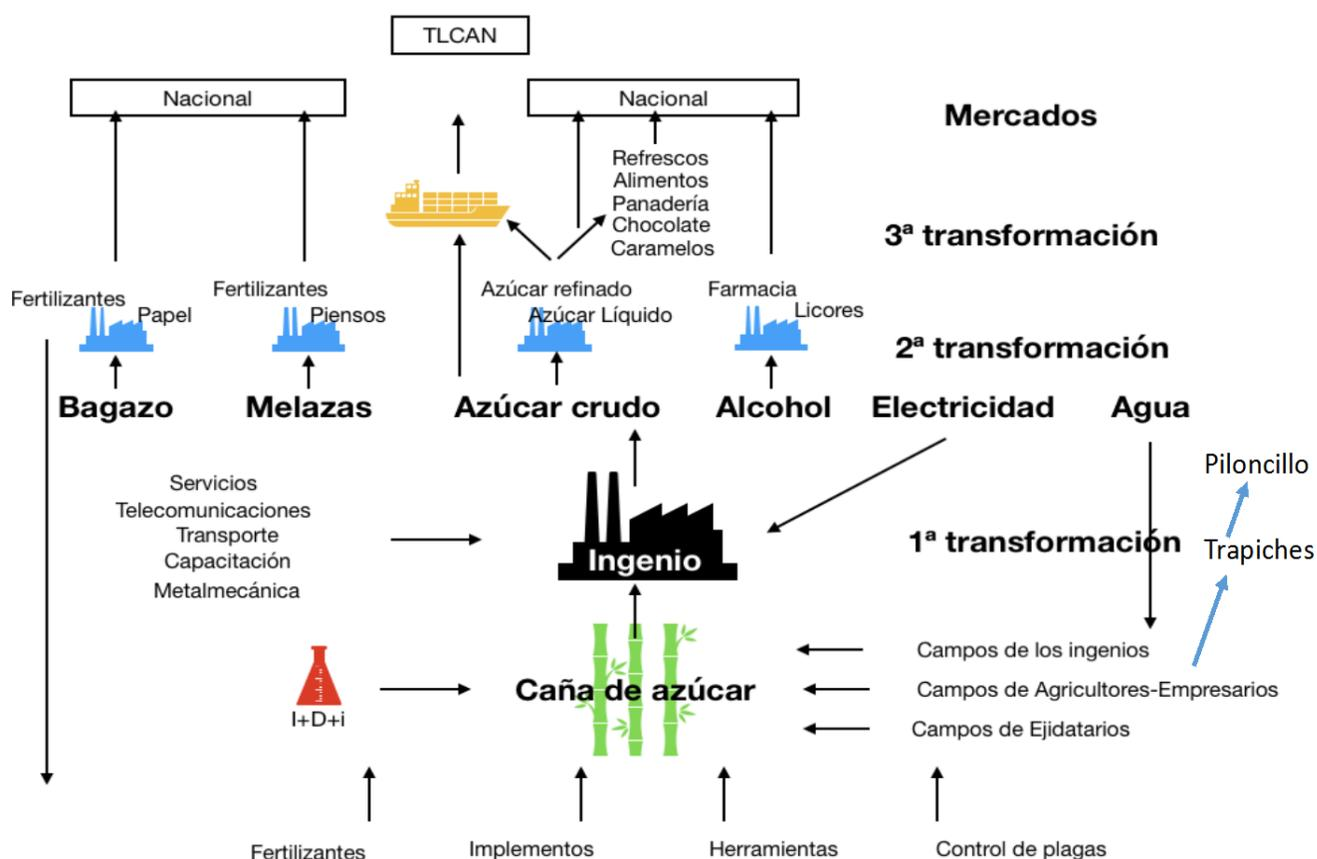 TLCAN
Nacional
Nacional
Mercados
Refrescos
Alimentos
Panadería
Chocolate
Caramelos
3ª transformación
Fertilizantes
Papel
Fertilizantes
Piensos
Azúcar refinado
Azúcar Líquido
Farmacia
Licores
2ª transformación
Bagazo
Melazas
Azúcar crudo
Alcohol
Electricidad
Agua
Servicios
Telecomunicaciones
Transporte
Capacitación
Metalmecánica
Ingenio
1ª transformación
Piloncillo
Trapiches
I+D+i
Caña de azúcar
Campos de los ingenios
Campos de Agricultores-Empresarios
Campos de Ejidatarios
Fertilizantes
Implementos
Herramientas
Control de plagas